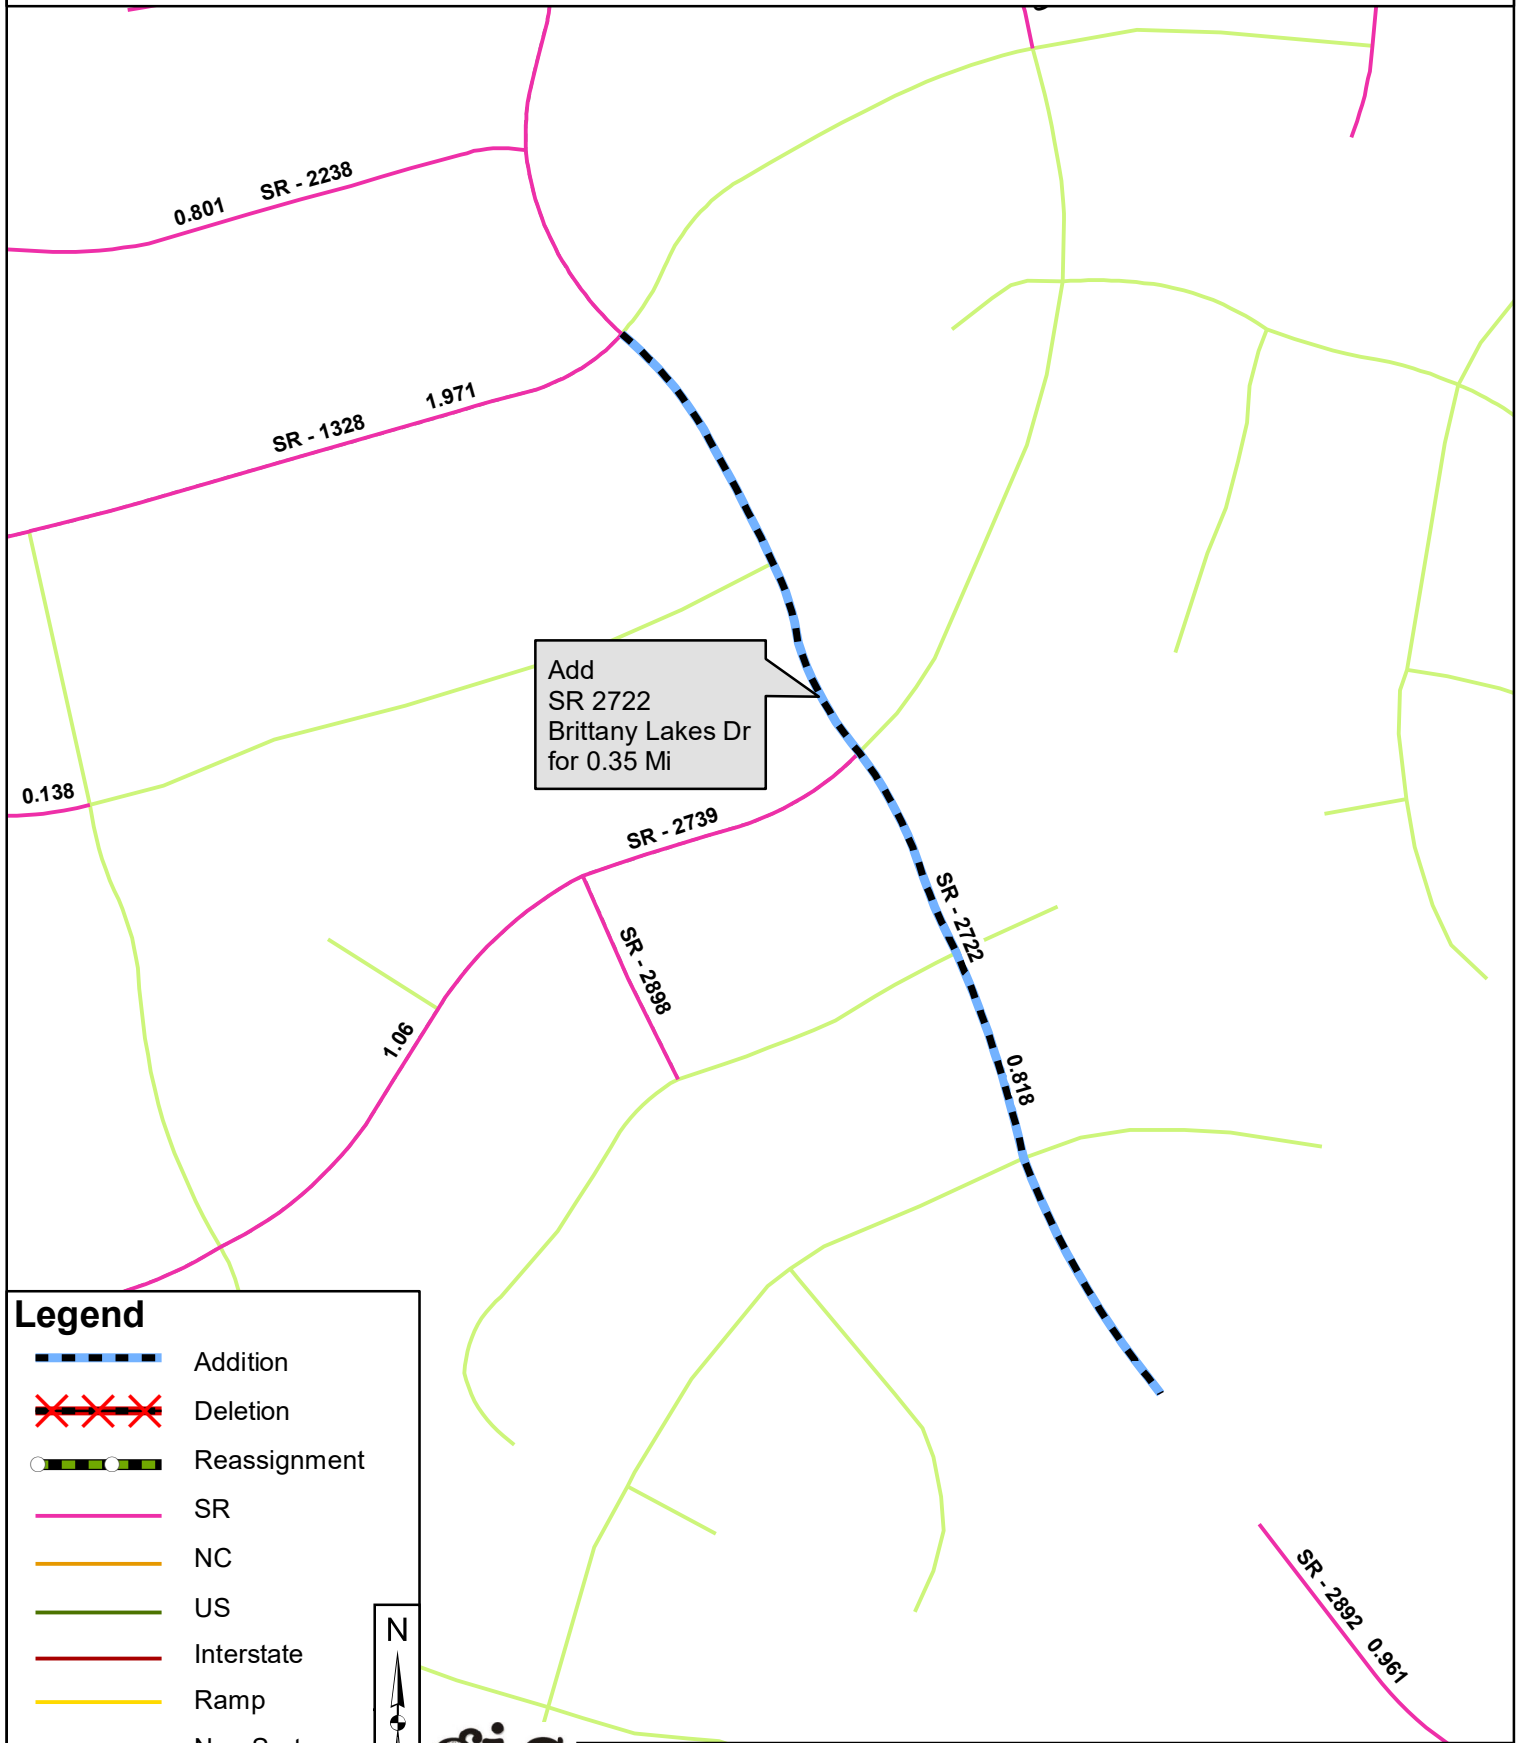 SR - 2238
0.801
1.971
SR - 1328
Add
SR 2722
Brittany Lakes Dr
for 0.35 Mi
0.138
SR - 2739
SR - 2722
SR - 2898
1.06
0.818
Legend
Addition
Deletion
Reassignment
SR
NC
US
Interstate
Ramp
N
SR - 2892
0.961